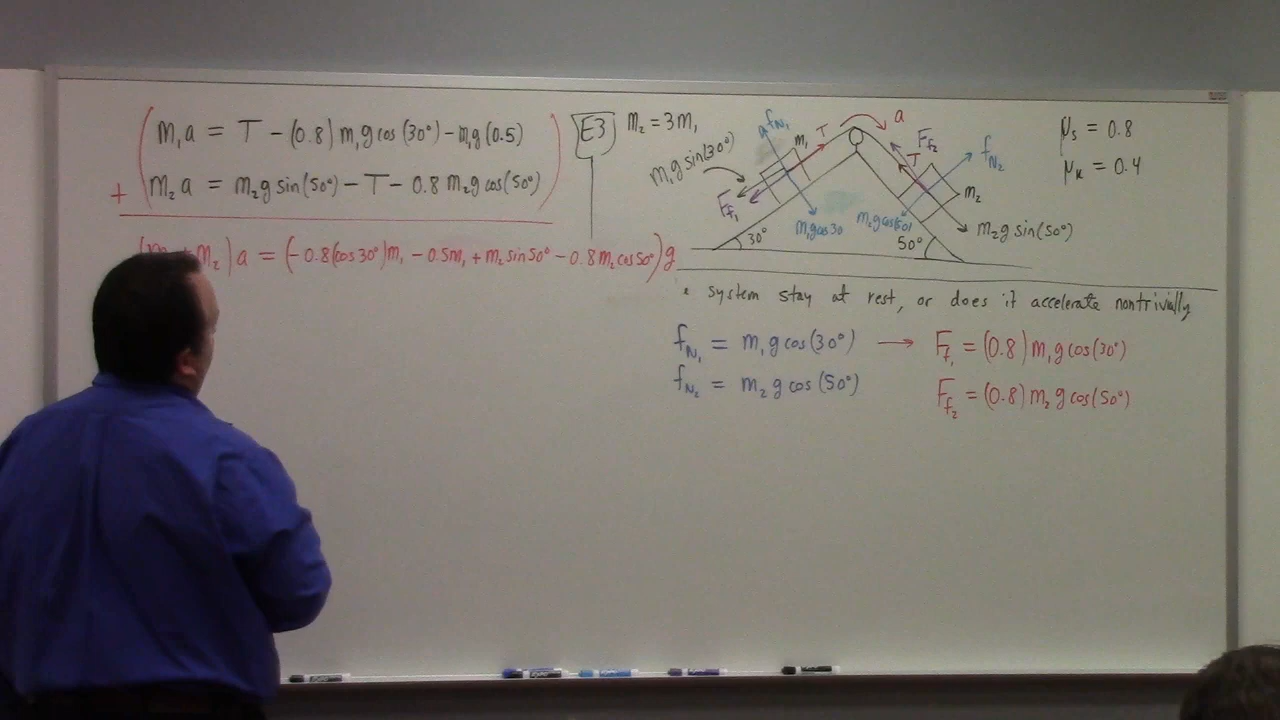 m₁a = T − (0.8) m₁g cos(30°) − m₁g (0.5)
+ m₂a = m₂g sin(50°) − T − 0.8 m₂g cos(50°)
m₂) a = (−0.8(cos 30°)m₁ − 0.5m₁ + m₂ sin 50° − 0.8 m₂ cos 50°) g
E3 m₂ = 3m₁
m₁g sin(30°)
f_N₁
m₁
T
a
F_f₂
T
f_N₂
m₂
F_f₁
m₁g cos 30
m₂g cos(50)
m₂g sin(50°)
30°
50°
μ_s = 0.8
μ_k = 0.4
• system stay at rest, or does it accelerate nontrivially
f_N₁ = m₁g cos(30°) → F_f₁ = (0.8) m₁g cos(30°)
f_N₂ = m₂g cos(50°) F_f₂ = (0.8) m₂g cos(50°)